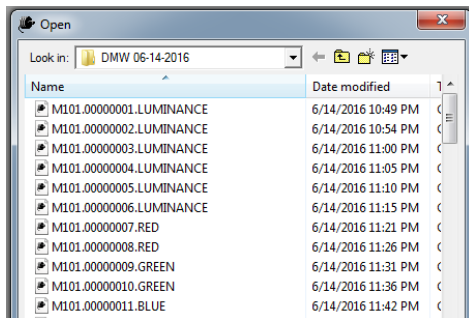 Open
Look in: DMW 06-14-2016
Name Date modified
M101.00000001.LUMINANCE 6/14/2016 10:49 PM
M101.00000002.LUMINANCE 6/14/2016 10:54 PM
M101.00000003.LUMINANCE 6/14/2016 11:00 PM
M101.00000004.LUMINANCE 6/14/2016 11:05 PM
M101.00000005.LUMINANCE 6/14/2016 11:10 PM
M101.00000006.LUMINANCE 6/14/2016 11:15 PM
M101.00000007.RED 6/14/2016 11:21 PM
M101.00000008.RED 6/14/2016 11:26 PM
M101.00000009.GREEN 6/14/2016 11:31 PM
M101.00000010.GREEN 6/14/2016 11:36 PM
M101.00000011.BLUE 6/14/2016 11:42 PM